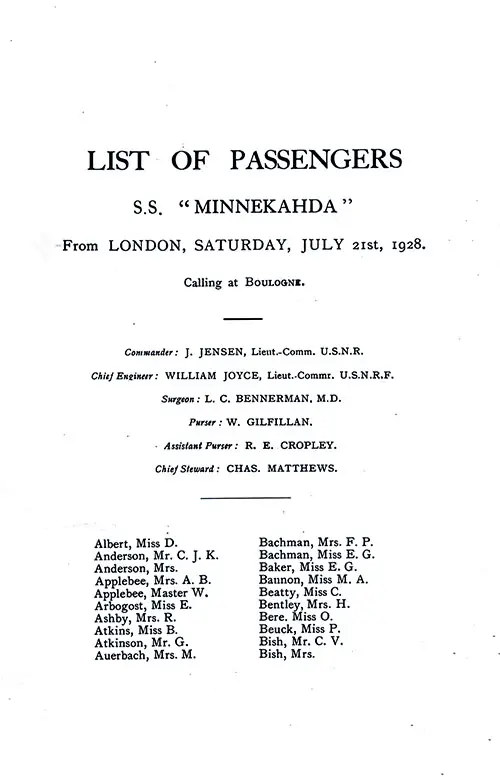 LIST OF PASSENGERS
S.S. “MINNEKAHDA”
From LONDON, SATURDAY, JULY 21st, 1928.
Calling at BOULOGNE.
Commander: J. JENSEN, Lieut.-Comm. U.S.N.R.
Chief Engineer: WILLIAM JOYCE, Lieut.-Commr. U.S.N.R.F.
Surgeon: L. C. BENNERMAN, M.D.
Purser: W. GILFILLAN.
Assistant Purser: R. E. CROPLEY.
Chief Steward: CHAS. MATTHEWS.
Albert, Miss D.
Anderson, Mr. C. J. K.
Anderson, Mrs.
Applebee, Mrs. A. B.
Applebee, Master W.
Arbogost, Miss E.
Ashby, Mrs. R.
Atkins, Miss B.
Atkinson, Mr. G.
Auerbach, Mrs. M.
Bachman, Mrs. F. P.
Bachman, Miss E. G.
Baker, Miss E. G.
Bannon, Miss M. A.
Beatty, Miss C.
Bentley, Mrs. H.
Bere. Miss O.
Beuck, Miss P.
Bish, Mr. C. V.
Bish, Mrs.